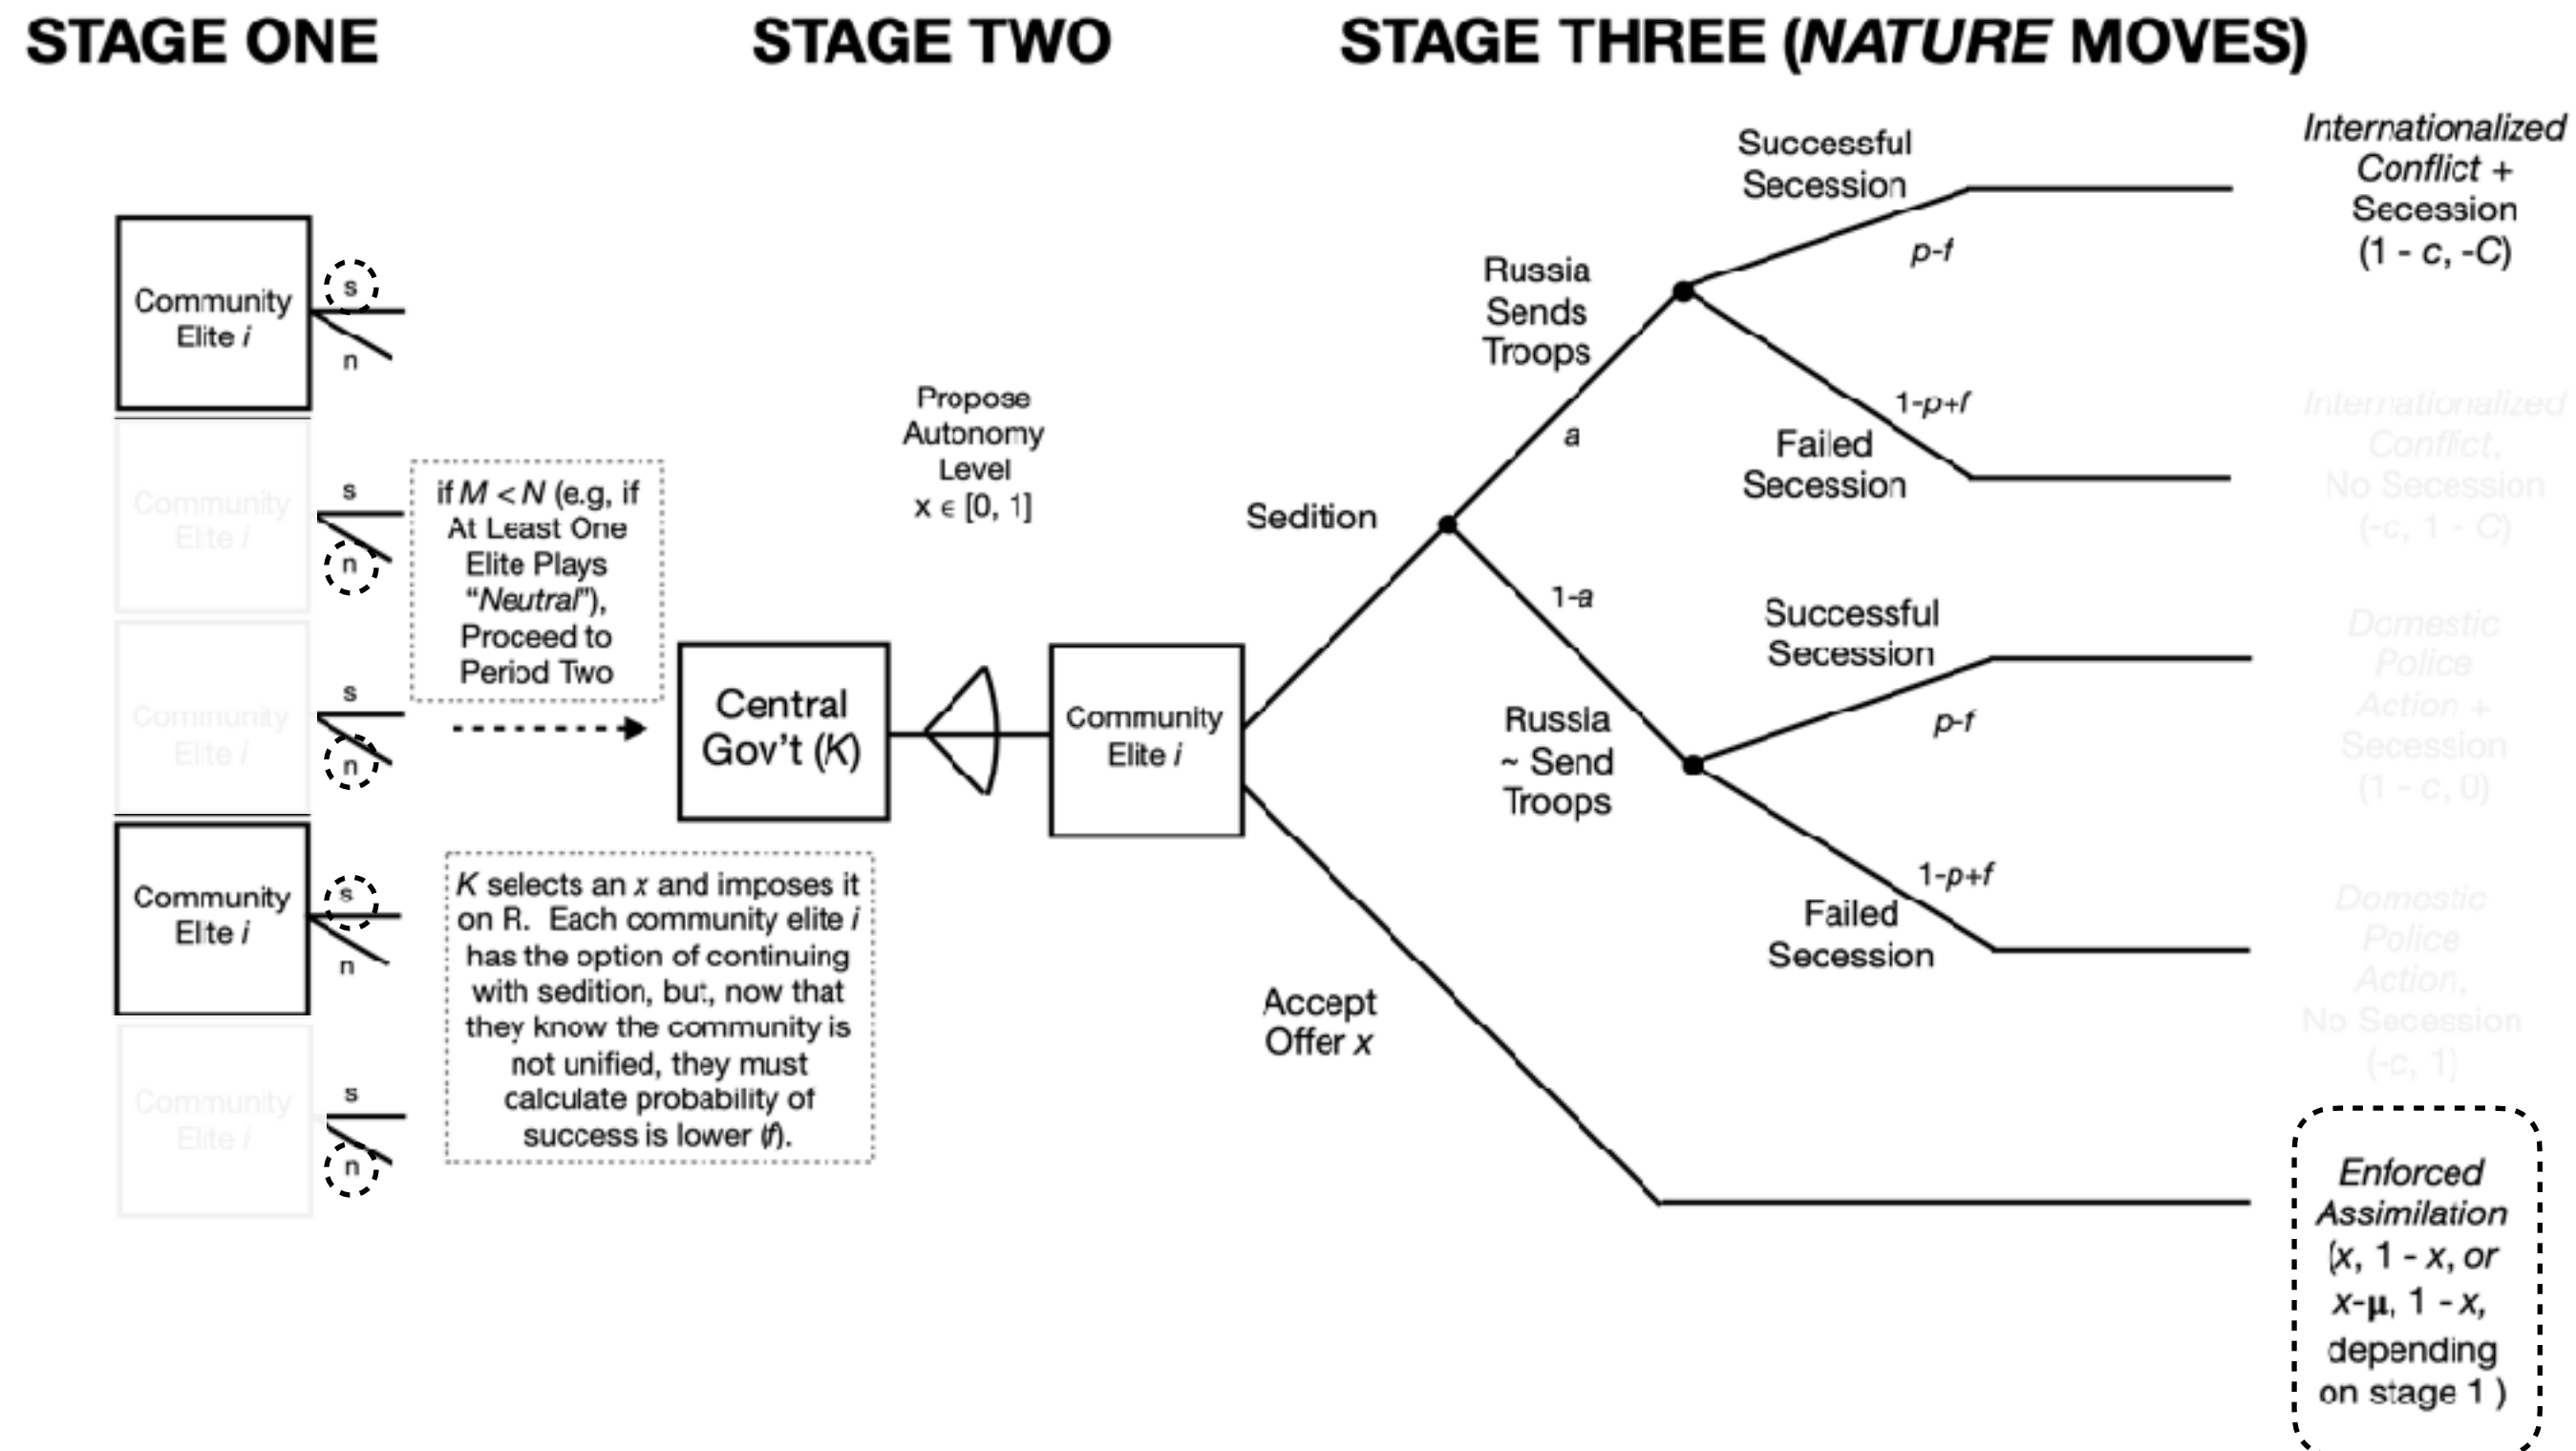 STAGE ONE
STAGE TWO
STAGE THREE (NATURE MOVES)
Community
Elite i
s
n
Community
Elite i
s
n
Community
Elite i
s
n
Community
Elite i
s
n
Community
Elite i
s
n
if M < N (e.g, if
At Least One
Elite Plays
“Neutral”),
Proceed to
Period Two
K selects an x and imposes it
on R. Each community elite i
has the option of continuing
with sedition, but, now that
they know the community is
not unified, they must
calculate probability of
success is lower (f).
Central
Gov't (K)
Propose
Autonomy
Level
x ∈ [0, 1]
Community
Elite i
Sedition
Accept
Offer x
Russia
Sends
Troops
a
1-a
Russia
~ Send
Troops
Successful
Secession
p-f
1-p+f
Failed
Secession
Successful
Secession
p-f
1-p+f
Failed
Secession
Internationalized
Conflict +
Secession
(1 - c, -C)
Internationalized
Conflict,
No Secession
(-c, 1 - C)
Domestic
Police
Action +
Secession
(1 - c, 0)
Domestic
Police
Action,
No Secession
(-c, 1)
Enforced
Assimilation
(x, 1 - x, or
x-μ, 1 - x,
depending
on stage 1 )